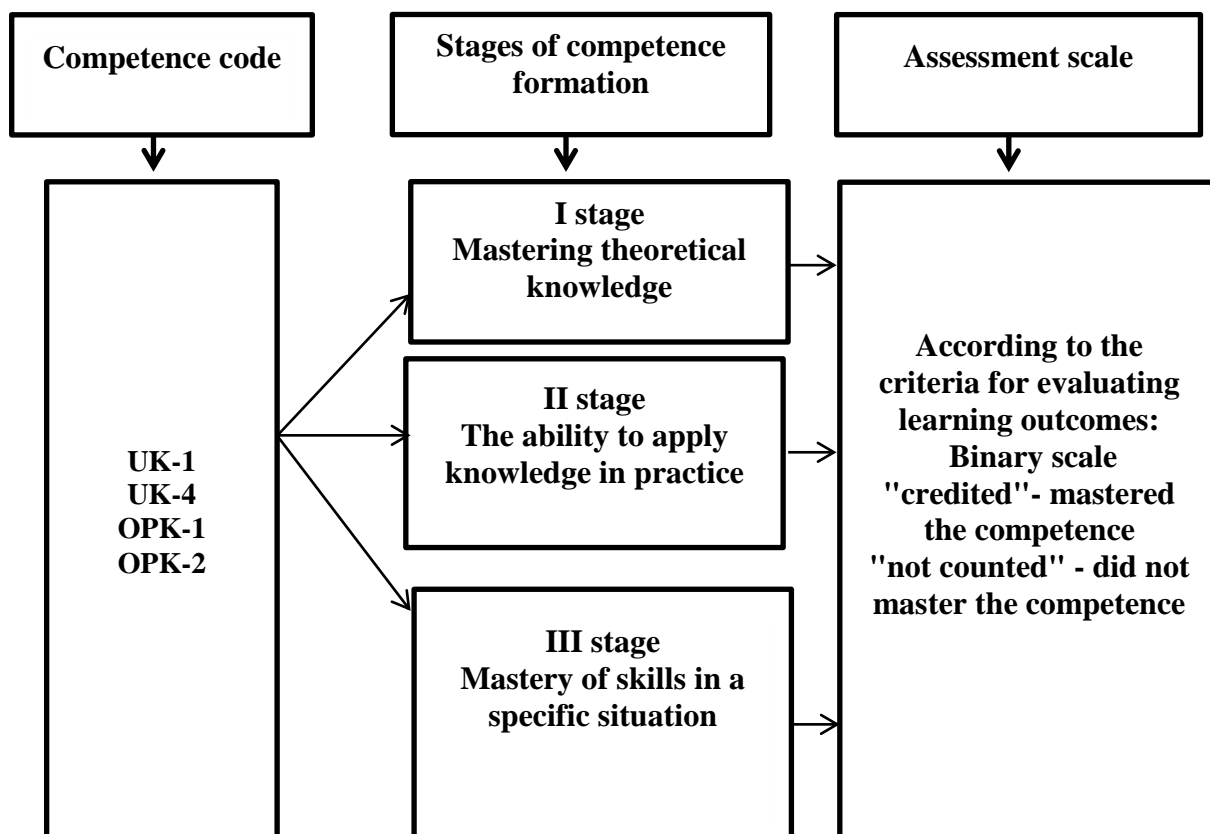 Competence code
Stages of competence
formation
Assessment scale
UK-1
UK-4
OPK-1
OPK-2
I stage
Mastering theoretical
knowledge
II stage
The ability to apply
knowledge in practice
III stage
Mastery of skills in a
specific situation
According to the
criteria for evaluating
learning outcomes:
Binary scale
"credited"- mastered
the competence
"not counted" - did not
master the competence